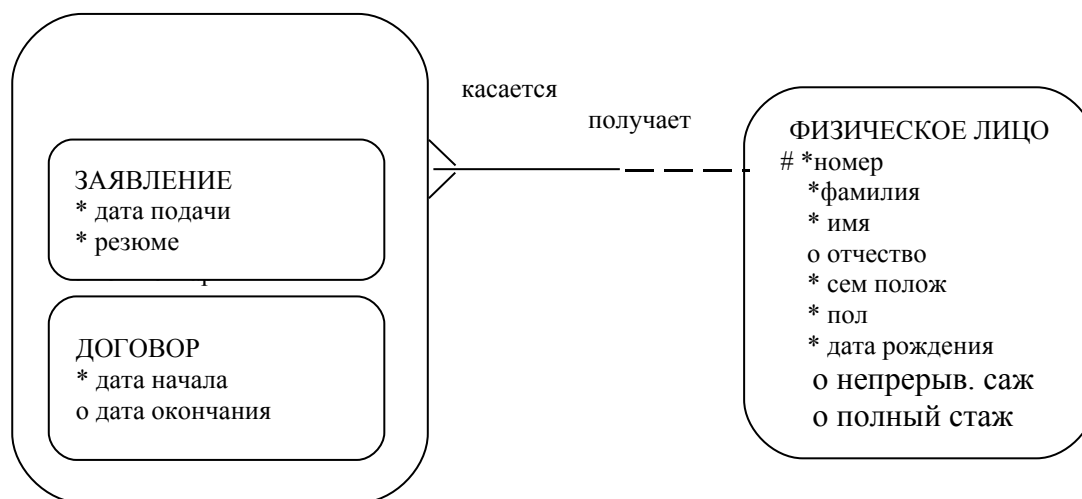 касается
получает
ЗАЯВЛЕНИЕ
* дата подачи
* резюме
ДОГОВОР
* дата начала
о дата окончания
ФИЗИЧЕСКОЕ ЛИЦО
# *номер
*фамилия
* имя
о отчество
* сем полож
* пол
* дата рождения
о непрерыв. саж
о полный стаж